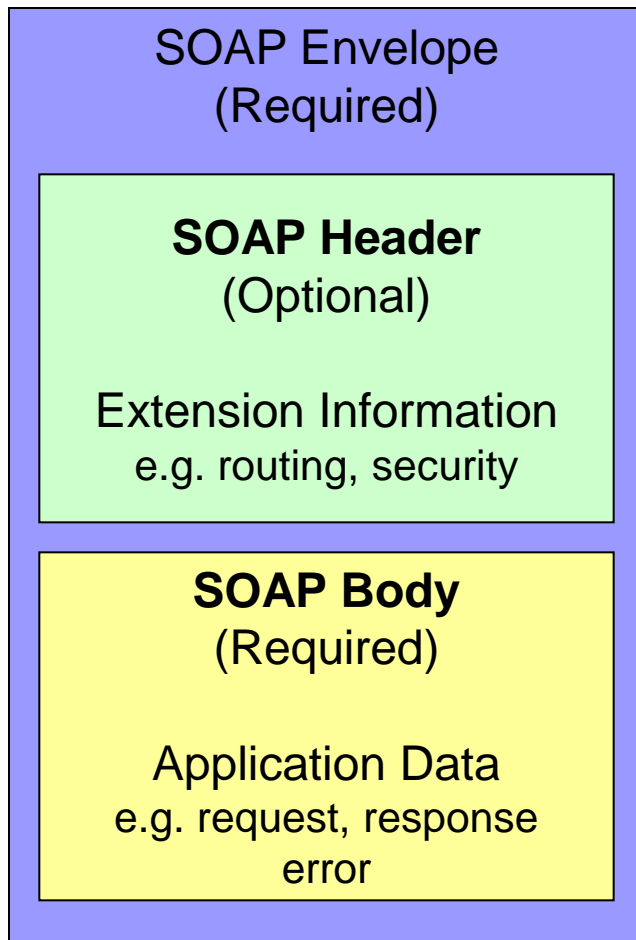 SOAP Envelope
(Required)
SOAP Header
(Optional)
Extension Information
e.g. routing, security
SOAP Body
(Required)
Application Data
e.g. request, response
error